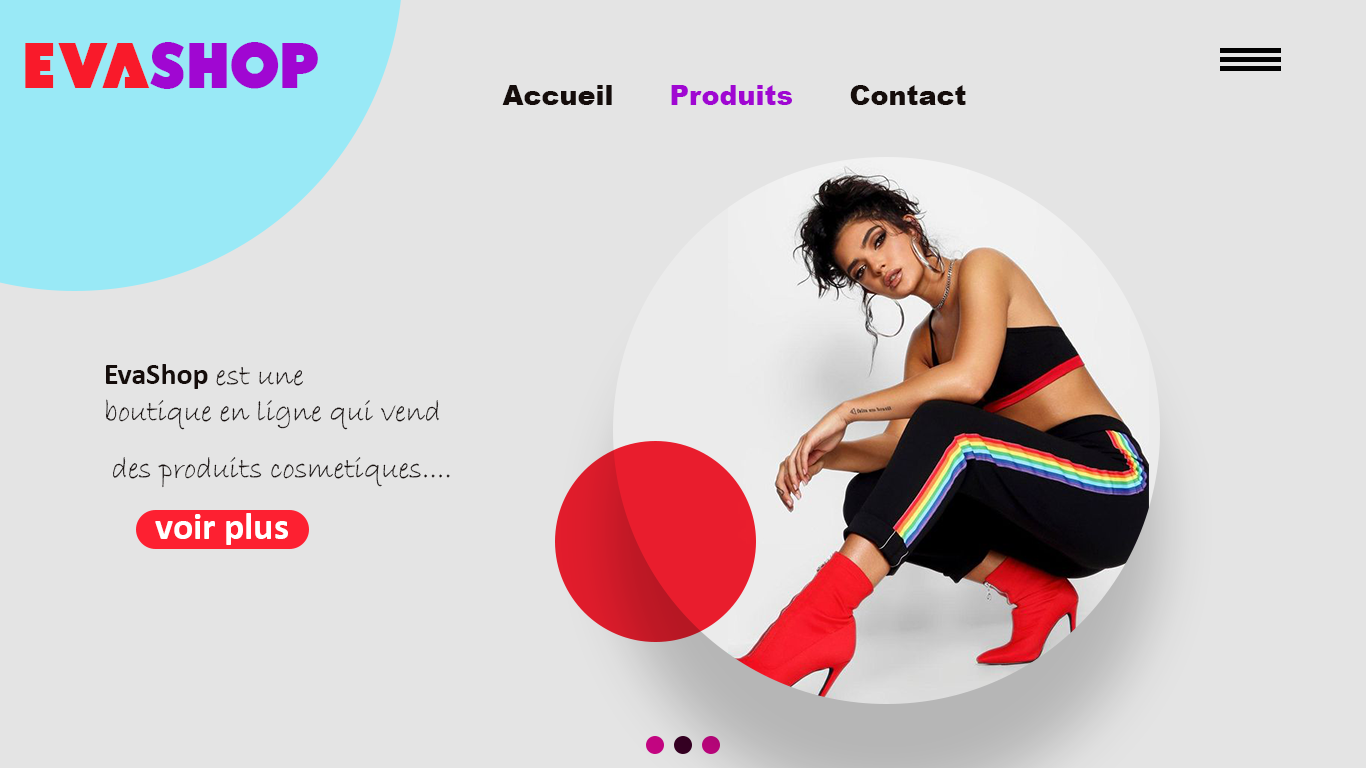 EVASHOP
Accueil Produits Contact
EvaShop est une
boutique en ligne qui vend
des produits cosmetiques....
voir plus